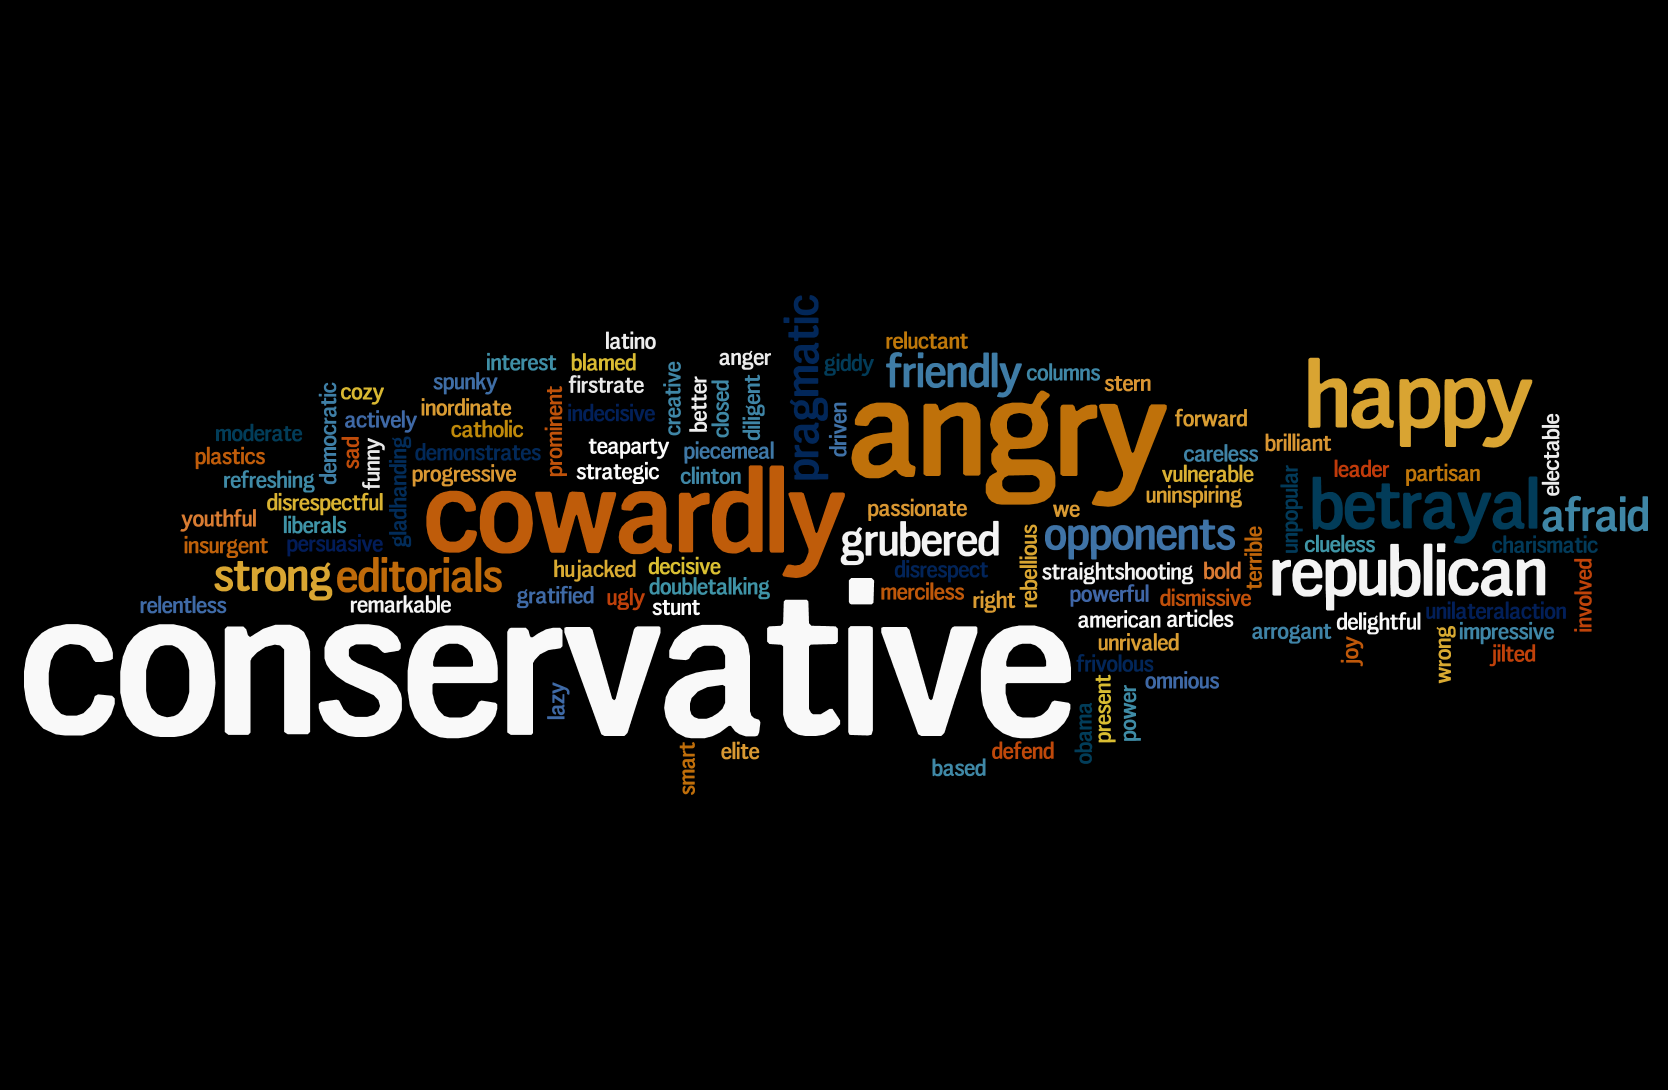 latino
reluctant
interest
blamed
anger
giddy
friendly
columns
stern
pragmatic
spunky
firstrate
creative
better
closed
diligent
happy
cozy
democratic
actively
inordinate
prominent
indecisive
driven
angry
forward
moderate
catholic
teaparty
electable
plastics
sad
funny
gladhanding
demonstrates
piecemeal
careless
brilliant
refreshing
progressive
strategic
clinton
vulnerable
leader
partisan
disrespectful
cowardly
passionate
we
uninspiring
unpopular
betrayal
afraid
youthful
liberals
grubered
opponents
insurgent
persuasive
rebellious
terrible
clueless
charismatic
strong
editorials
hujacked
decisive
disrespect
straightshooting
bold
republican
involved
relentless
remarkable
gratified
ugly
doubletalking
stunt
merciless
right
powerful
dismissive
unilateralaction
conservative
american
articles
arrogant
delightful
impressive
unrivaled
joy
wrong
jilted
frivolous
lazy
omnious
present
power
obama
smart
elite
defend
based